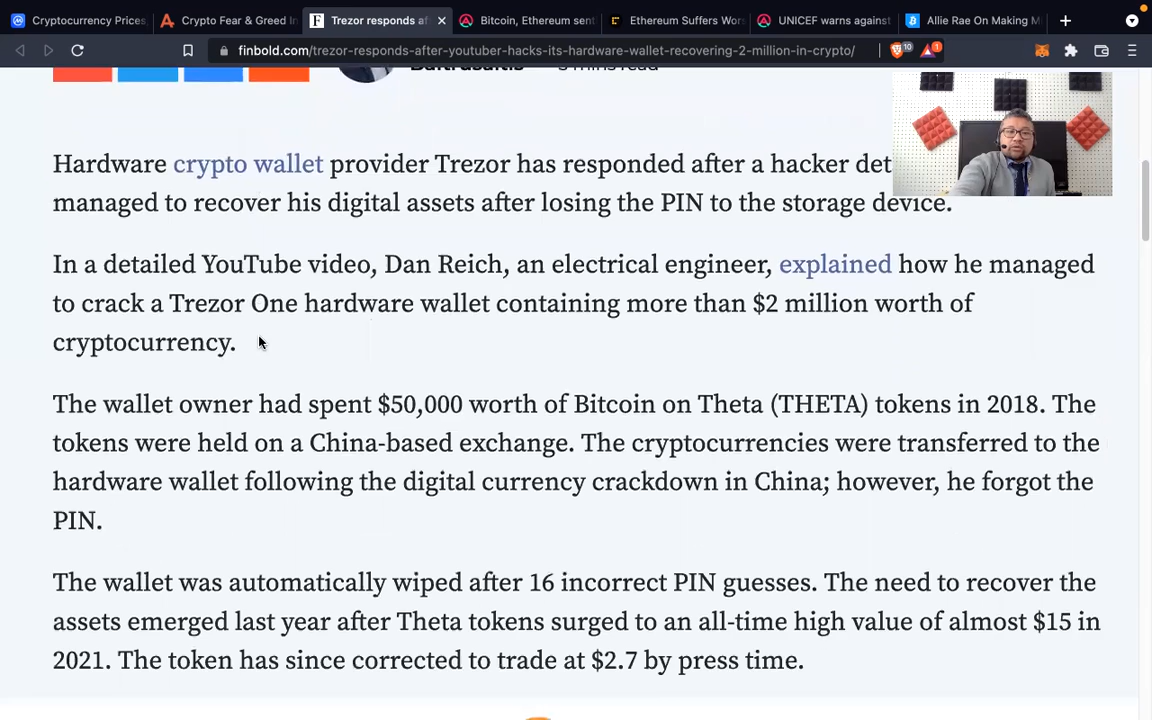 Cryptocurrency Prices,
Crypto Fear & Greed In
Trezor responds af
Bitcoin, Ethereum sent
Ethereum Suffers Wors
UNICEF warns against
Allie Rae On Making M
finbold.com/trezor-responds-after-youtuber-hacks-its-hardware-wallet-recovering-2-million-in-crypto/
10
1
Hardware crypto wallet provider Trezor has responded after a hacker det
managed to recover his digital assets after losing the PIN to the storage device.
In a detailed YouTube video, Dan Reich, an electrical engineer, explained how he managed
to crack a Trezor One hardware wallet containing more than $2 million worth of
cryptocurrency.
The wallet owner had spent $50,000 worth of Bitcoin on Theta (THETA) tokens in 2018. The
tokens were held on a China-based exchange. The cryptocurrencies were transferred to the
hardware wallet following the digital currency crackdown in China; however, he forgot the
PIN.
The wallet was automatically wiped after 16 incorrect PIN guesses. The need to recover the
assets emerged last year after Theta tokens surged to an all-time high value of almost $15 in
2021. The token has since corrected to trade at $2.7 by press time.